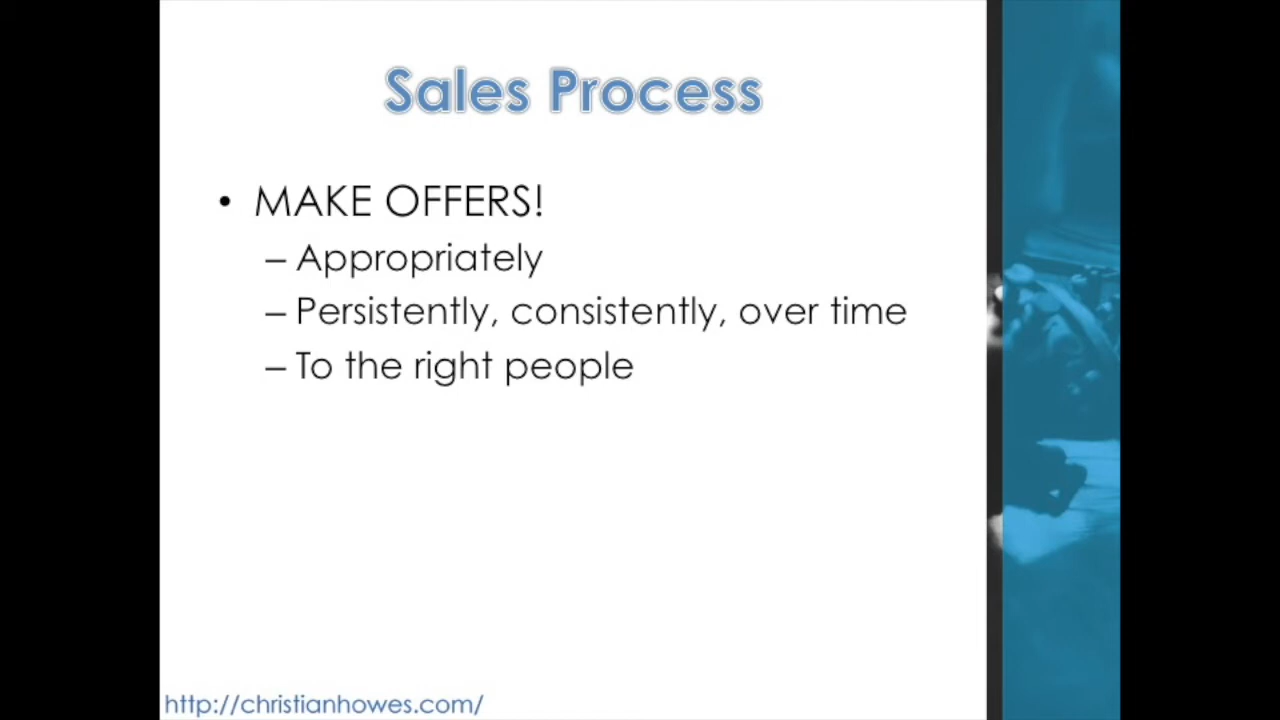 Sales Process
• MAKE OFFERS!
– Appropriately
– Persistently, consistently, over time
– To the right people
http://christianhowes.com/